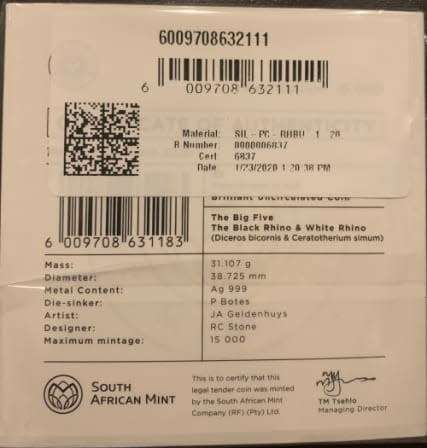 6009708632111
6 009708 632111
CATE OF AUTHENTICITY
Material: SIL - PC - RHBU 1 20
B Number: 0000006837
Cert 6837
Date 1/23/2020 1 20 38 PM
Brilliant Uncirculated Coin
The Big Five
The Black Rhino & White Rhino
(Diceros bicornis & Ceratotherium simum)
6 009708 631183
Mass: 31.107 g
Diameter: 38.725 mm
Metal Content: Ag 999
Die-sinker: P Botes
Artist: JA Geldenhuys
Designer: RC Stone
Maximum mintage: 15 000
SOUTH
AFRICAN MINT
This is to certify that this
legal tender coin was minted
by the South African Mint
Company (RF) (Pty) Ltd.
TM Tsehlo
Managing Director